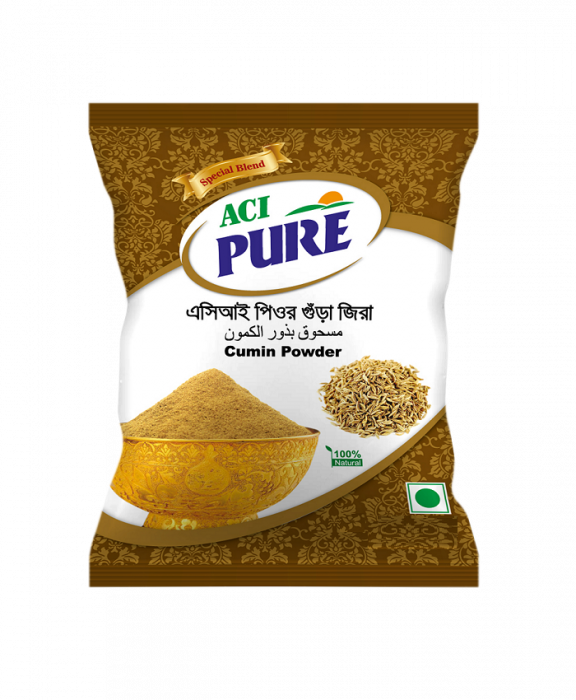 Special Blend
ACI
PURE
এসিআই পিওর গুঁড়া জিরা
مسحوق بذور الكمون
Cumin Powder
100%
Natural